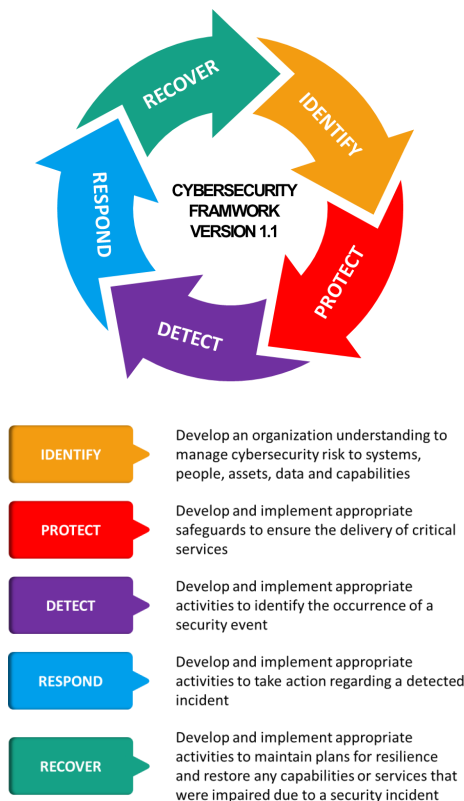 RECOVER
IDENTIFY
RESPOND
CYBERSECURITY
FRAMWORK
VERSION 1.1
PROTECT
DETECT
IDENTIFY
Develop an organization understanding to
manage cybersecurity risk to systems,
people, assets, data and capabilities
PROTECT
Develop and implement appropriate
safeguards to ensure the delivery of critical
services
DETECT
Develop and implement appropriate
activities to identify the occurrence of a
security event
RESPOND
Develop and implement appropriate
activities to take action regarding a detected
incident
RECOVER
Develop and implement appropriate
activities to maintain plans for resilience
and restore any capabilities or services that
were impaired due to a security incident